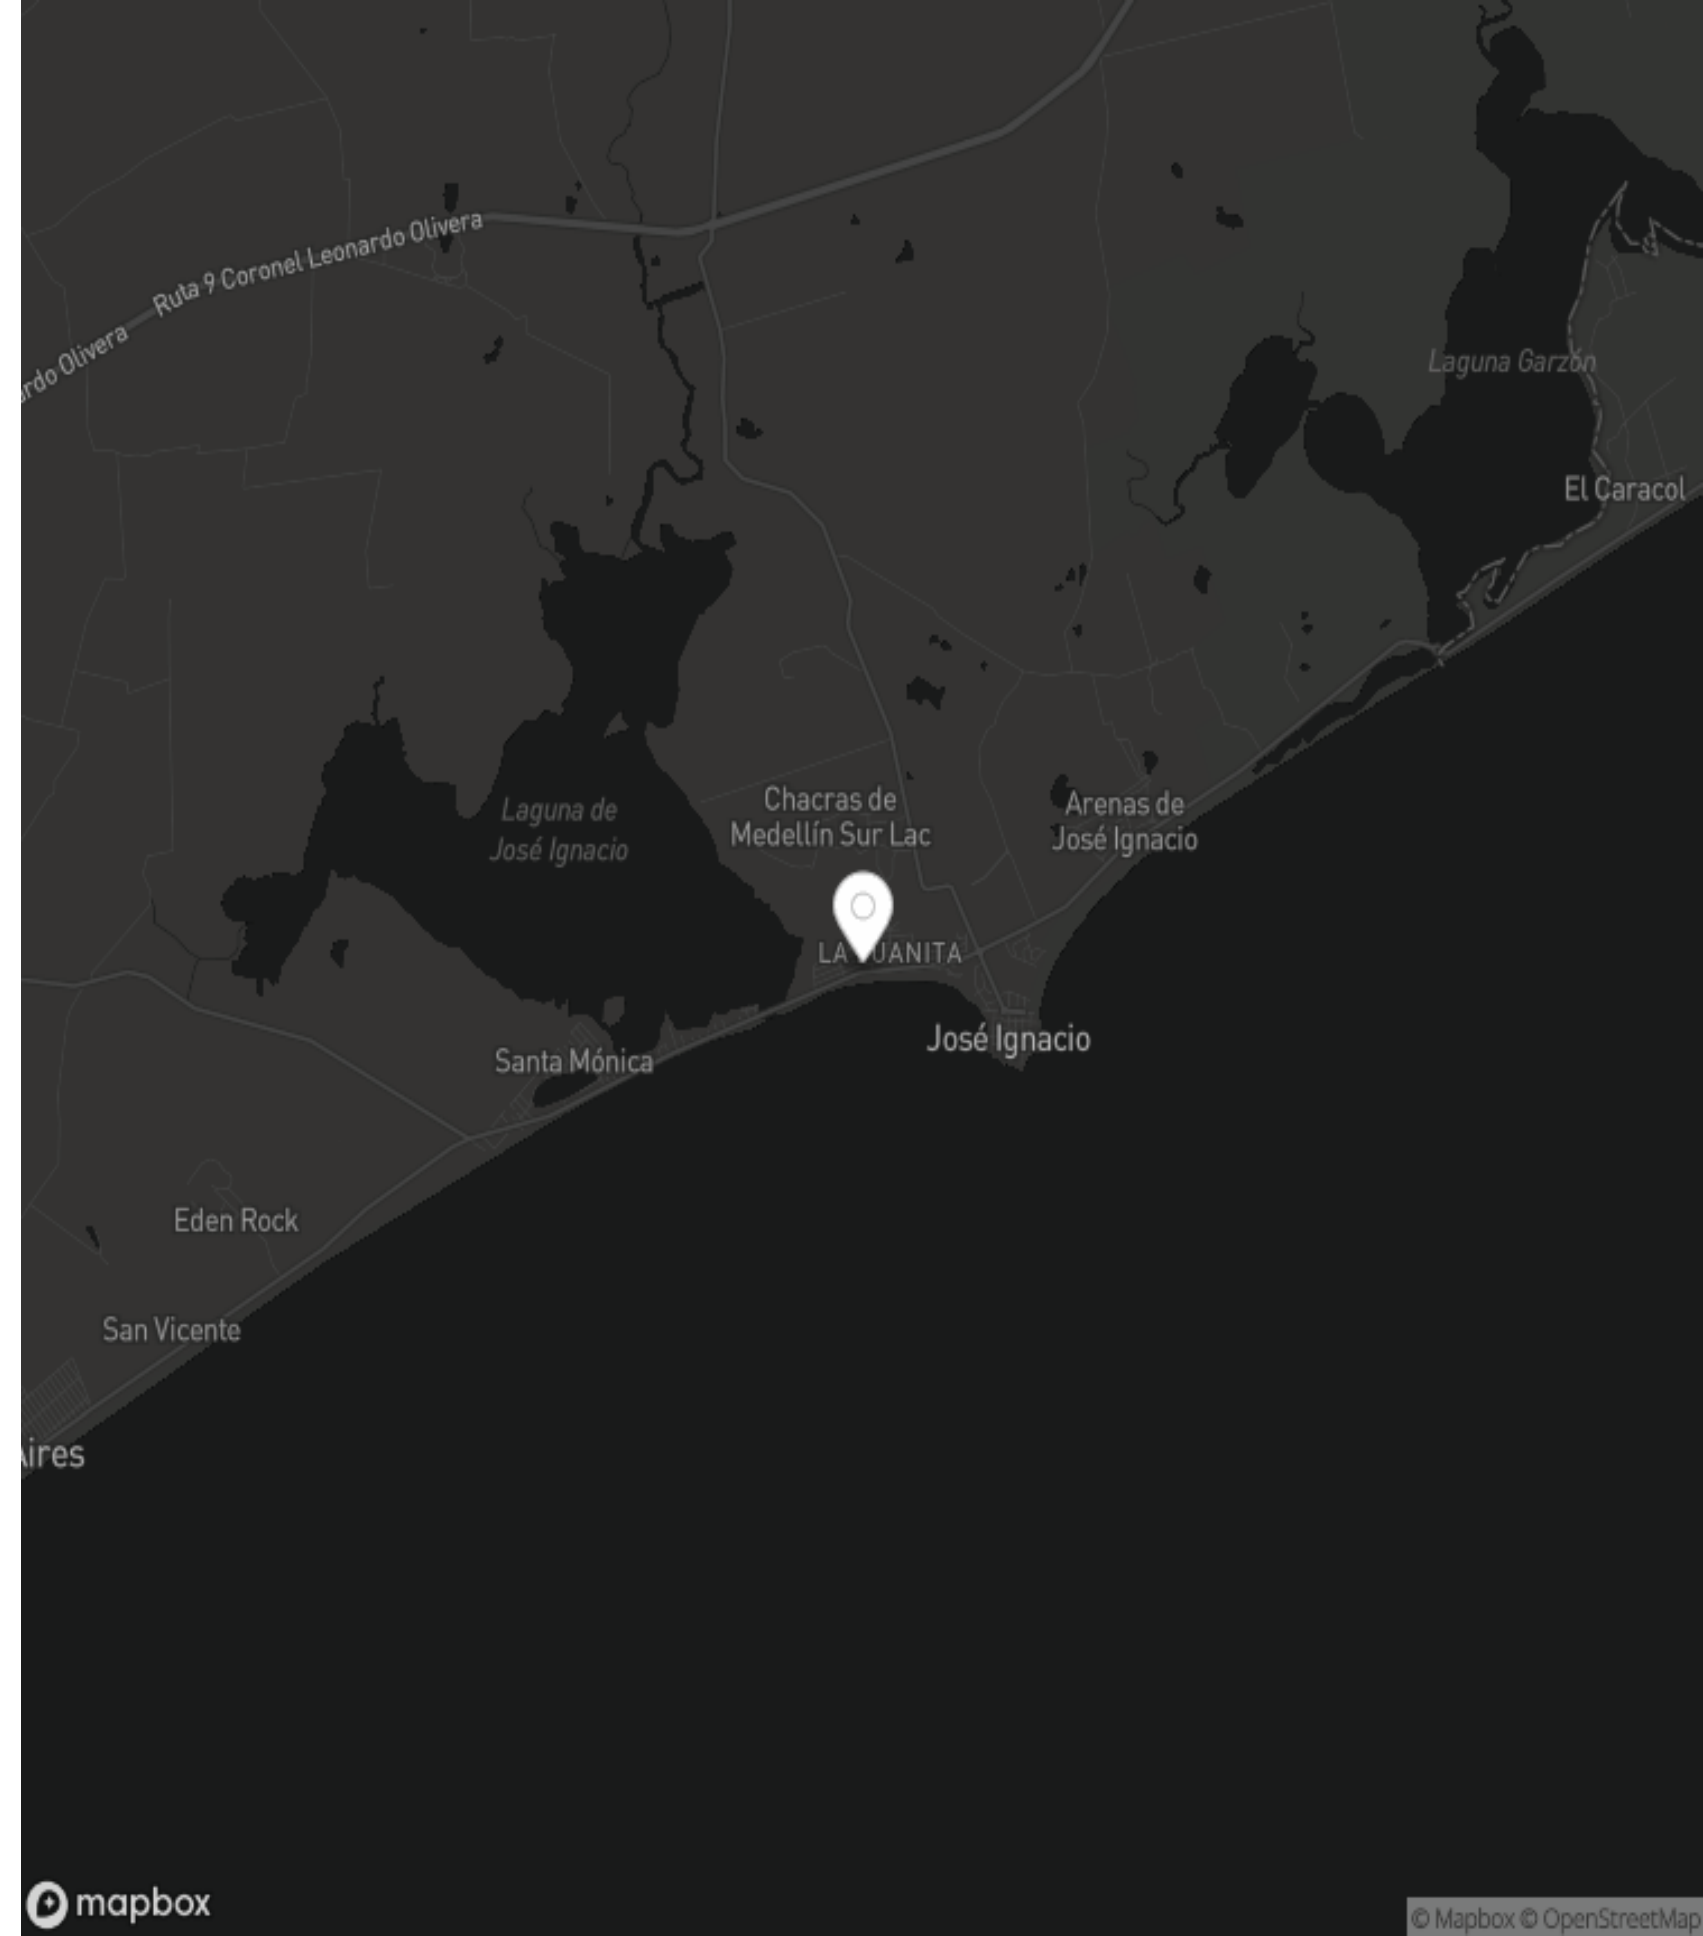 Ruta 9 Coronel Leonardo Olivera
rdo Olivera
Laguna Garzón
El Caracol
Chacras de
Medellín Sur Lac
Laguna de
José Ignacio
Arenas de
José Ignacio
LA JUANITA
José Ignacio
Santa Mónica
Eden Rock
San Vicente
Aires
mapbox
© Mapbox © OpenStreetMap